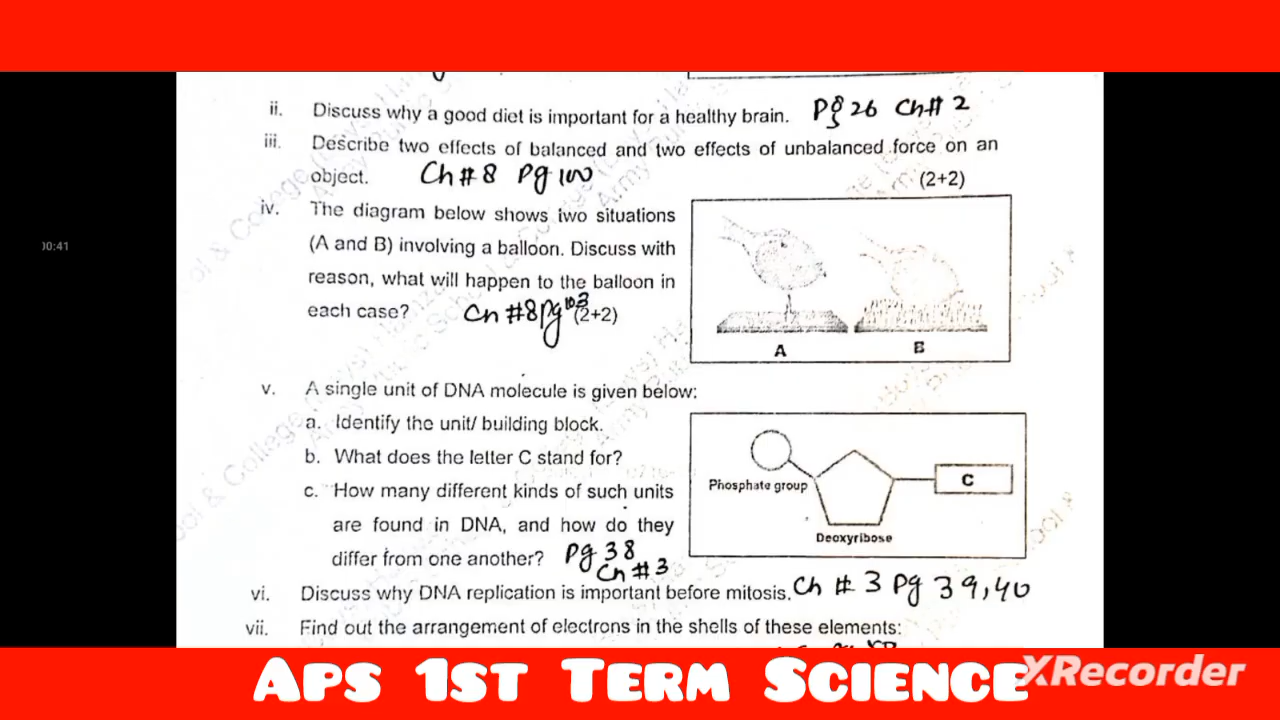 ii. Discuss why a good diet is important for a healthy brain. Pg 26 Ch # 2
iii. Describe two effects of balanced and two effects of unbalanced force on an
object. Ch # 8 Pg 100 (2+2)
iv. The diagram below shows two situations
(A and B) involving a balloon. Discuss with
00:41
reason, what will happen to the balloon in
each case? Ch #8 Pg 103 (2+2)
A B
v. A single unit of DNA molecule is given below:
a. Identify the unit/ building block.
b. What does the letter C stand for?
c. How many different kinds of such units
are found in DNA, and how do they
differ from one another? Pg 38
Ch # 3
Phosphate group
C
Deoxyribose
vi. Discuss why DNA replication is important before mitosis. Ch # 3 Pg 39,40
vii. Find out the arrangement of electrons in the shells of these elements:
APS 1ST TERM SCIENCE
XRecorder